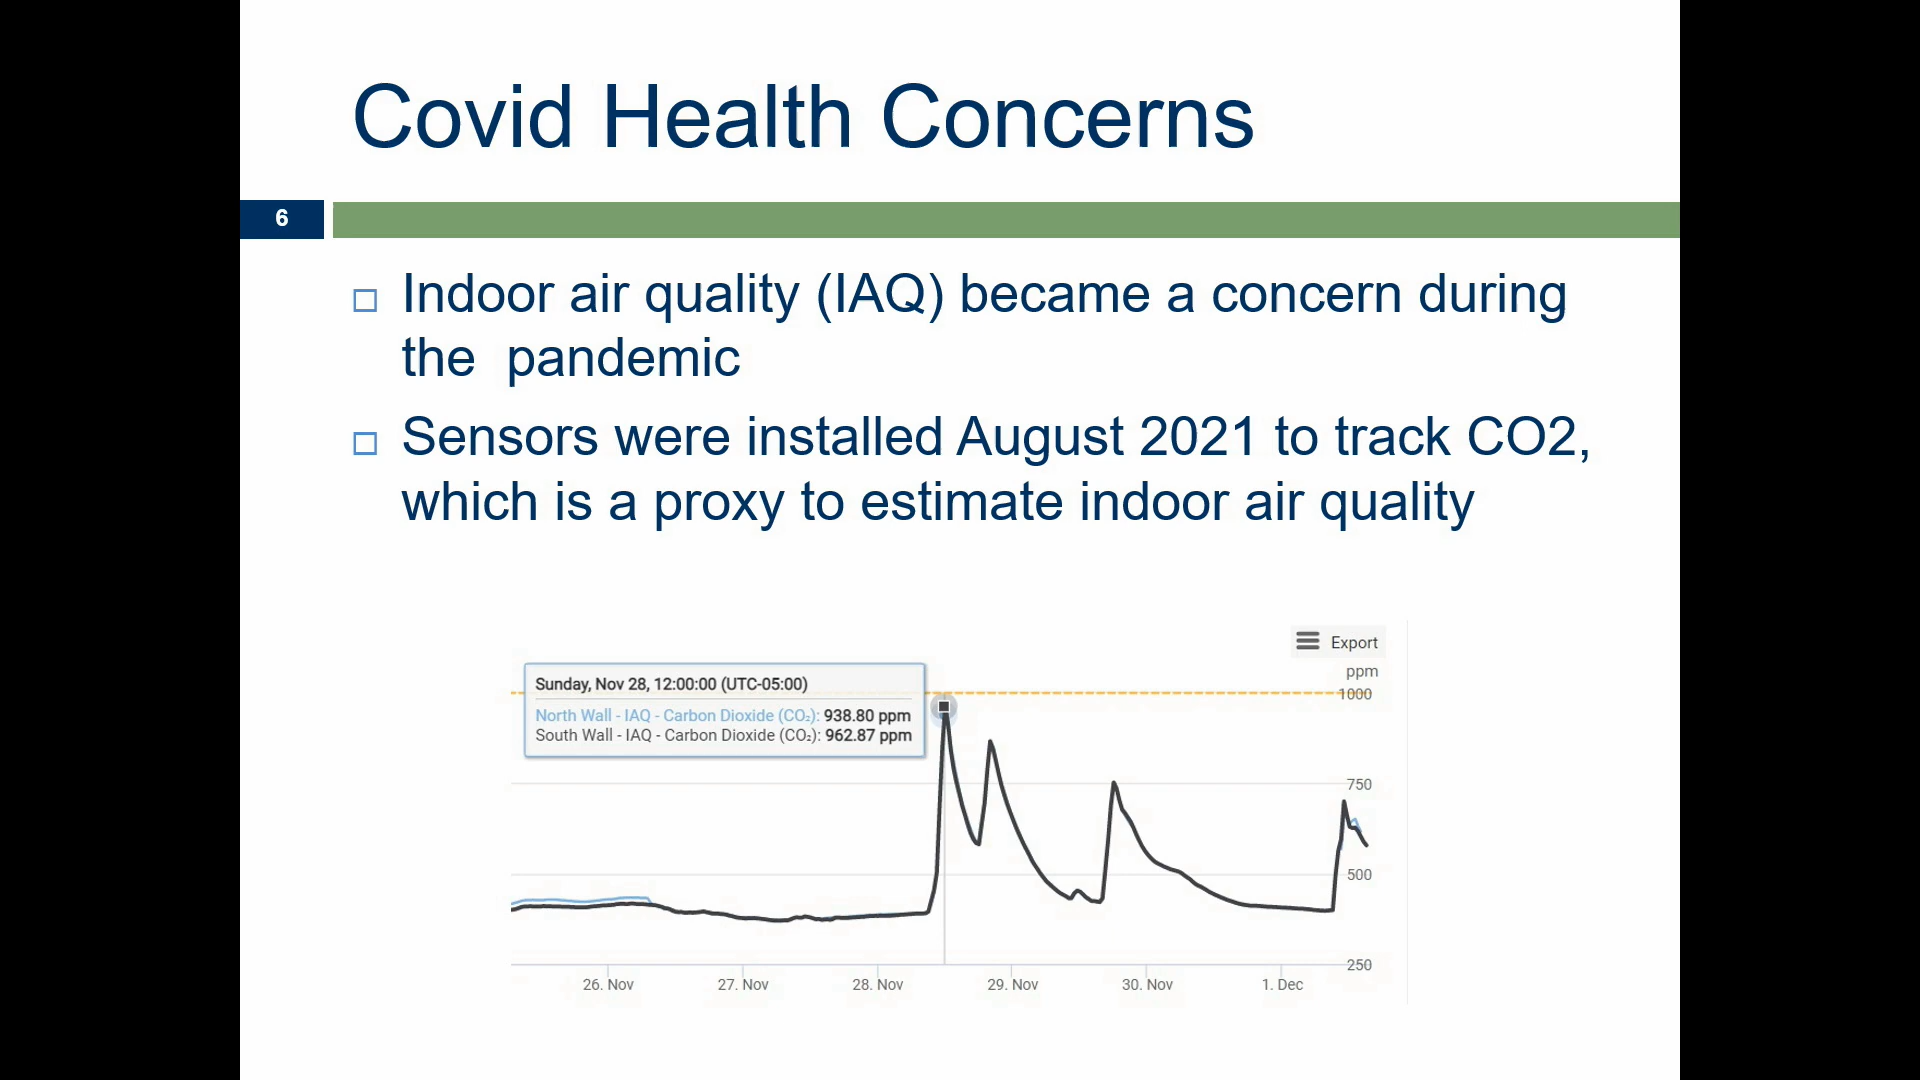 Covid Health Concerns
6
Indoor air quality (IAQ) became a concern during
the  pandemic
Sensors were installed August 2021 to track CO2,
which is a proxy to estimate indoor air quality
Export
ppm
Sunday, Nov 28, 12:00:00 (UTC-05:00)
North Wall - IAQ - Carbon Dioxide (CO₂): 938.80 ppm
South Wall - IAQ - Carbon Dioxide (CO₂): 962.87 ppm
1000
750
500
250
26. Nov 27. Nov 28. Nov 29. Nov 30. Nov 1. Dec